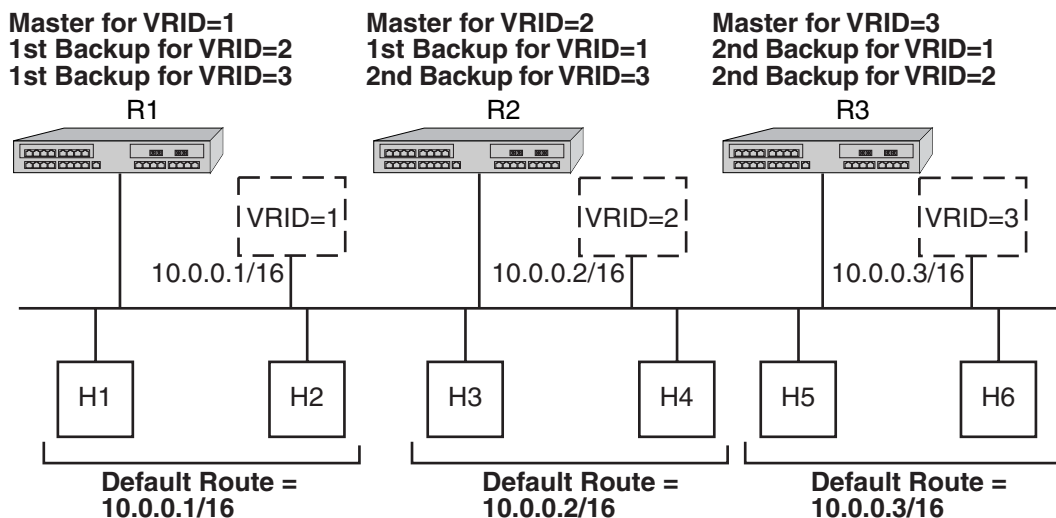 Master for VRID=1
1st Backup for VRID=2
1st Backup for VRID=3
R1
Master for VRID=2
1st Backup for VRID=1
2nd Backup for VRID=3
R2
Master for VRID=3
2nd Backup for VRID=1
2nd Backup for VRID=2
R3
VRID=1
10.0.0.1/16
VRID=2
10.0.0.2/16
VRID=3
10.0.0.3/16
H1
H2
H3
H4
H5
H6
Default Route =
10.0.0.1/16
Default Route =
10.0.0.2/16
Default Route =
10.0.0.3/16